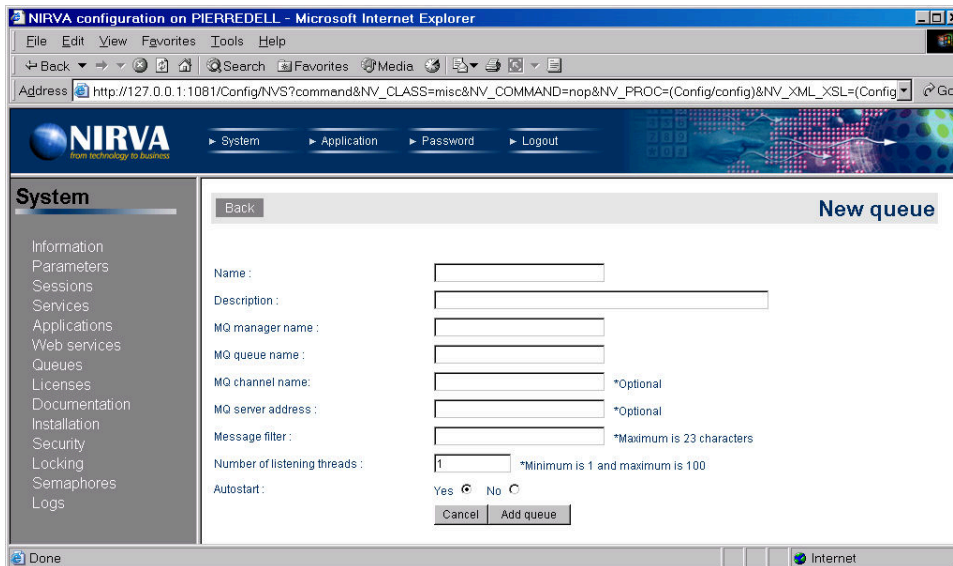 NIRVA configuration on PIERREDELL - Microsoft Internet Explorer
File Edit View Favorites Tools Help
Back Search Favorites Media
Address http://127.0.0.1:1081/Config/NVS?command&NV_CLASS=misc&NV_COMMAND=nop&NV_PROC=(Config/config)&NV_XML_XSL=(Config Go
NIRVA
from technology to business
System Application Password Logout
System
Back New queue
Information
Parameters
Sessions
Services
Applications
Web services
Queues
Licenses
Documentation
Installation
Security
Locking
Semaphores
Logs
Name :
Description :
MQ manager name :
MQ queue name :
MQ channel name: *Optional
MQ server address : *Optional
Message filter : *Maximum is 23 characters
Number of listening threads : 1 *Minimum is 1 and maximum is 100
Autostart : Yes No
Cancel Add queue
Done Internet